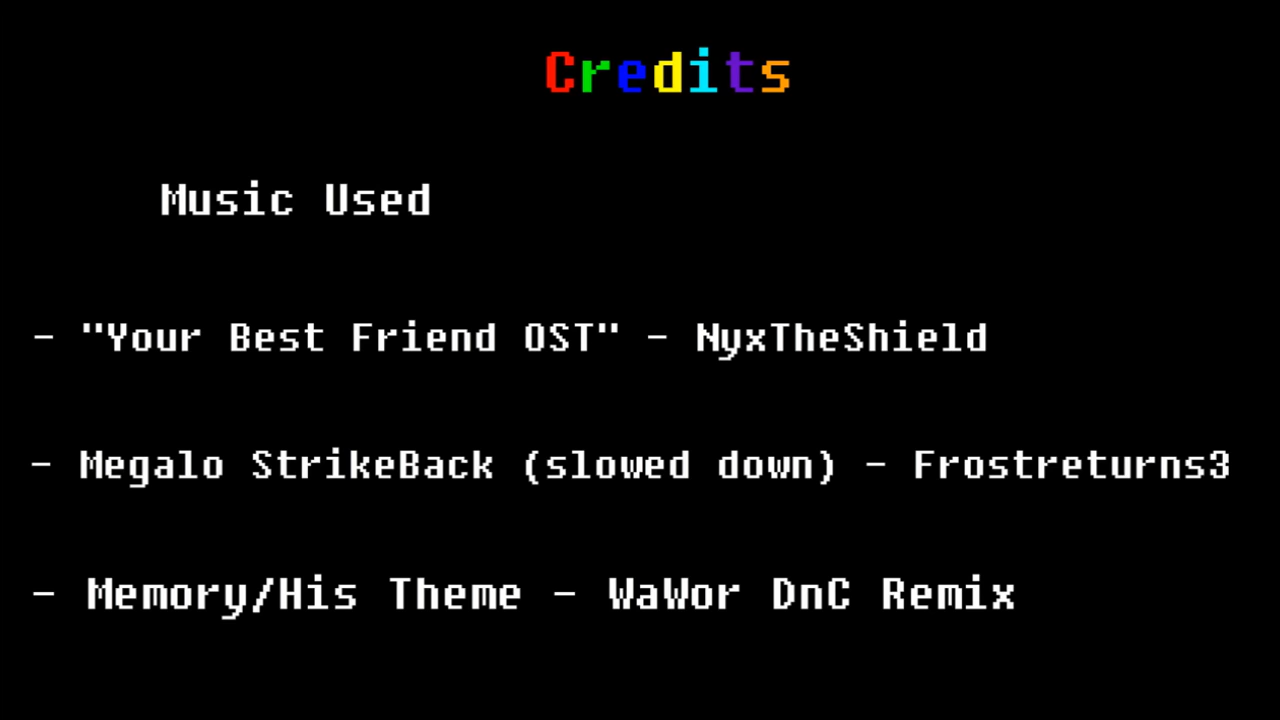 Credits
Music Used
- "Your Best Friend OST" - NyxTheShield
- Megalo StrikeBack (slowed down) - Frostreturns3
- Memory/His Theme - WaWor DnC Remix